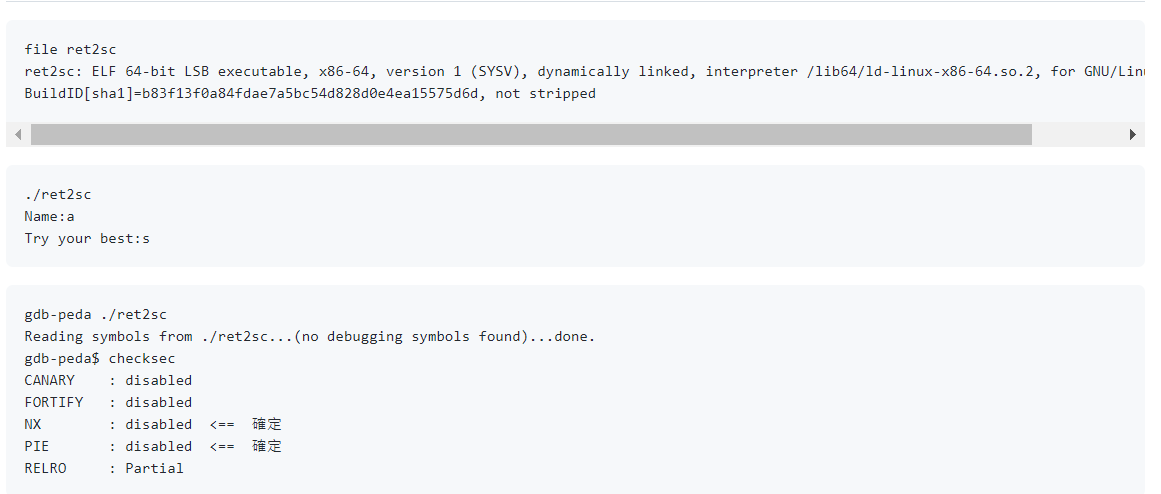 file ret2sc
ret2sc: ELF 64-bit LSB executable, x86-64, version 1 (SYSV), dynamically linked, interpreter /lib64/ld-linux-x86-64.so.2, for GNU/Lin
BuildID[sha1]=b83f13f0a84fdae7a5bc54d828d0e4ea15575d6d, not stripped
./ret2sc
Name:a
Try your best:s
gdb-peda ./ret2sc
Reading symbols from ./ret2sc...(no debugging symbols found)...done.
gdb-peda$ checksec
CANARY    : disabled
FORTIFY   : disabled
NX        : disabled  <==  確定
PIE       : disabled  <==  確定
RELRO     : Partial